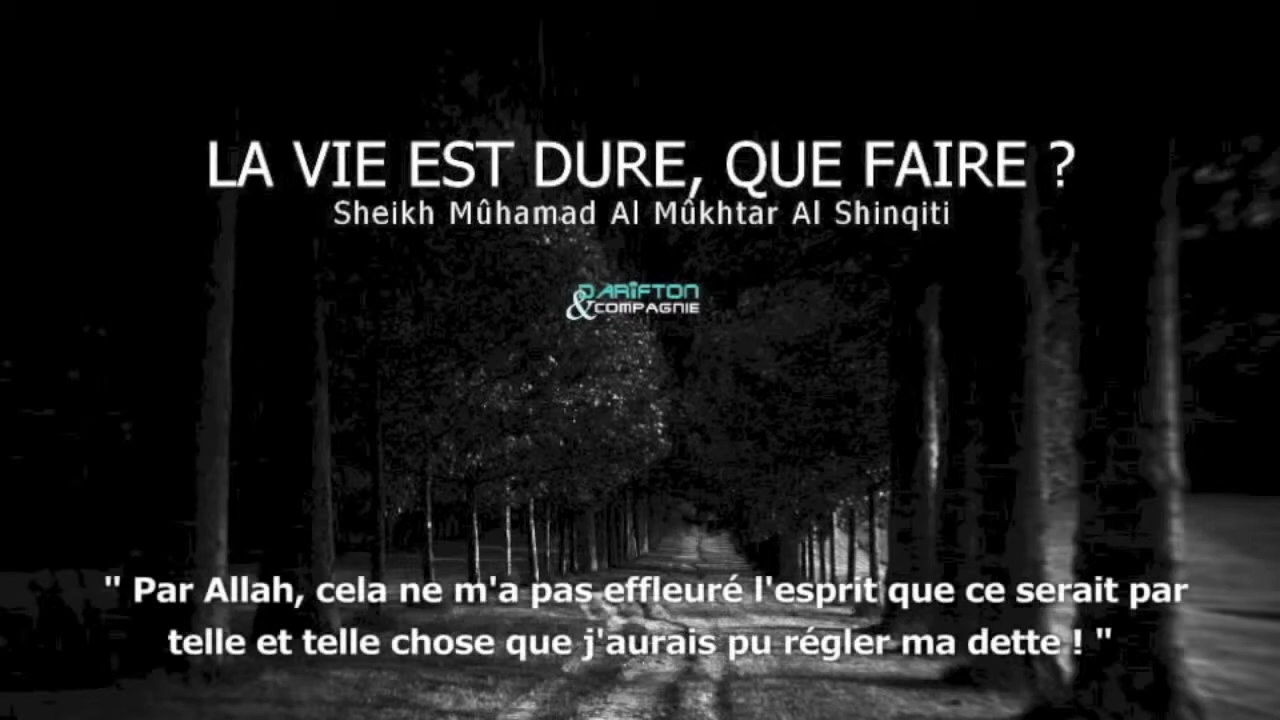 LA VIE EST DURE, QUE FAIRE ?
Sheikh Mûhamad Al Mûkhtar Al Shinqiti
DARIFTON
&COMPAGNIE
" Par Allah, cela ne m'a pas effleuré l'esprit que ce serait par
telle et telle chose que j'aurais pu régler ma dette ! "